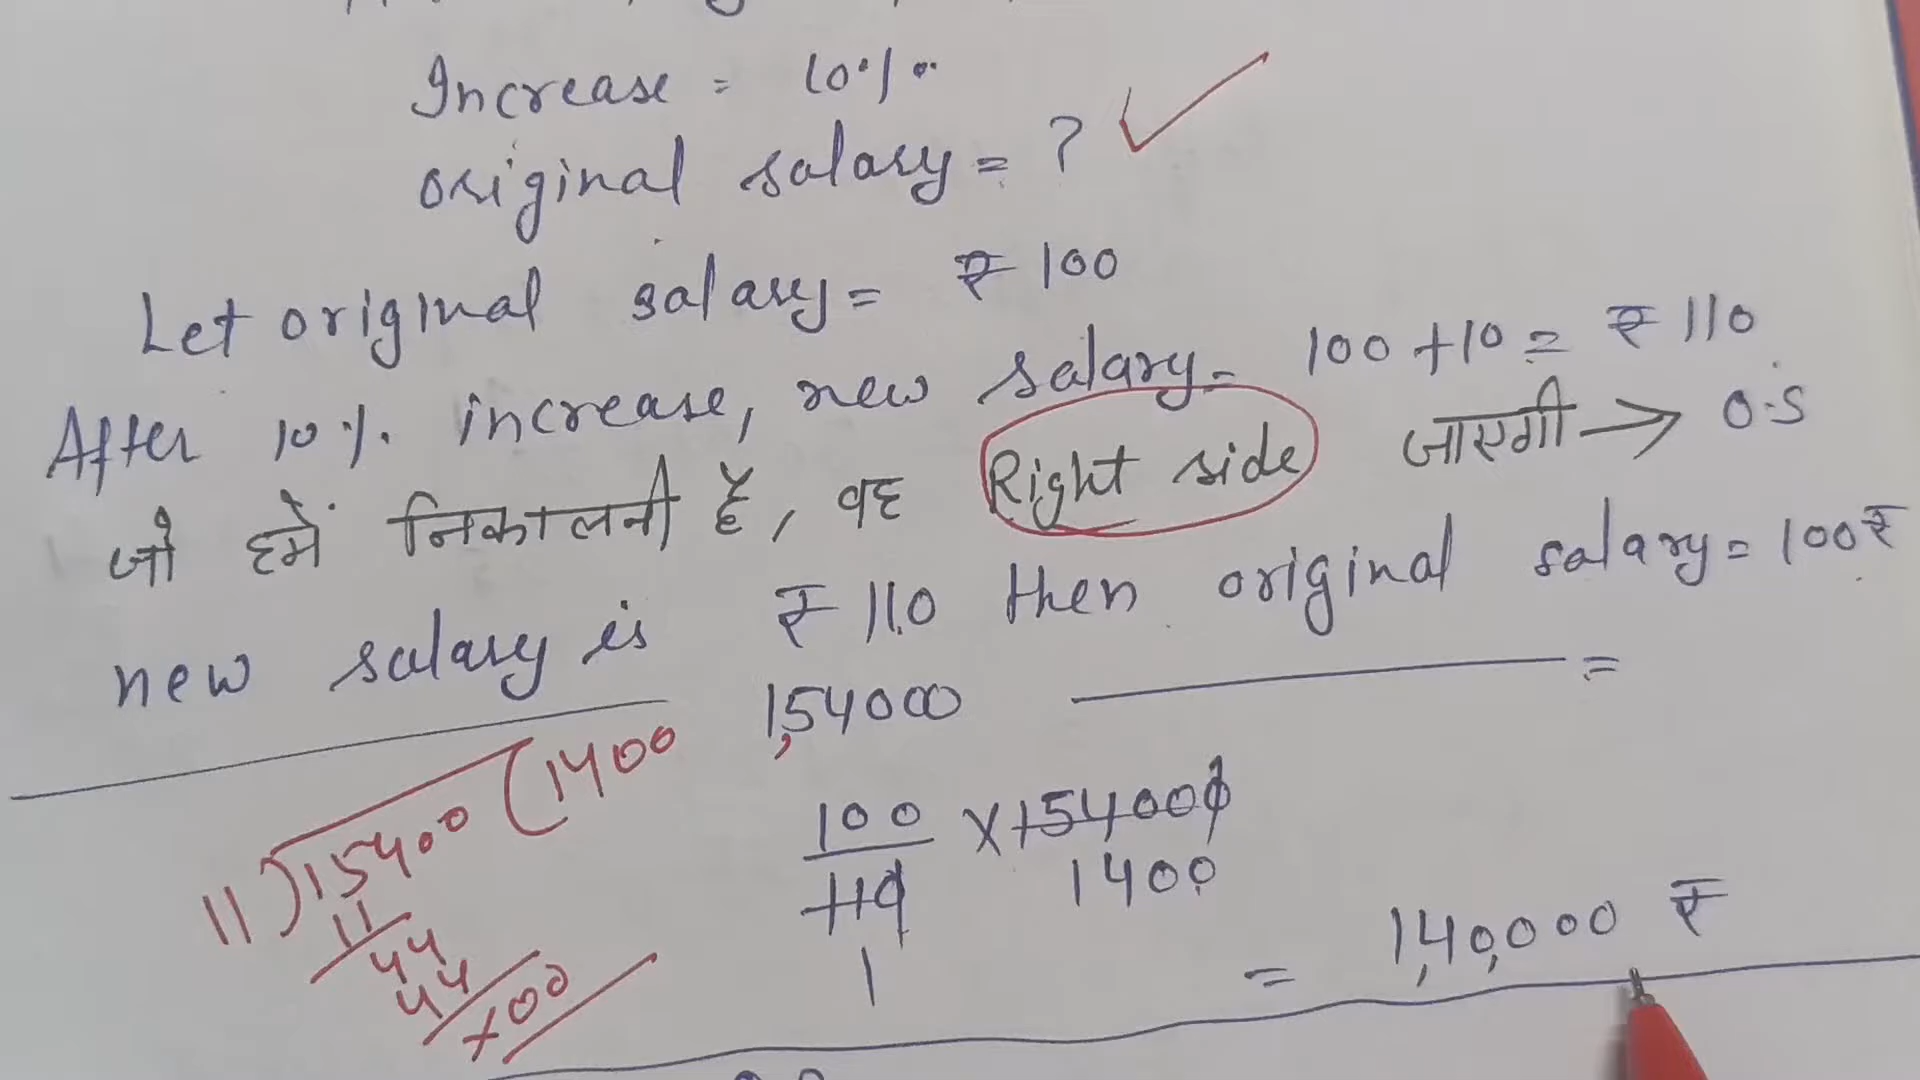 Increase = 10%
original salary = ?
Let original salary = ₹ 100
After 10%. increase, new salary = 100 + 10 = ₹ 110
जो हमें निकालनी है, वह Right side जाएगी → O.S
new salary is ₹ 110 then original salary = 100 ₹
1,54000 =
100 × 154000
110 1400
1
= 1,40,000 ₹
11)15400(1400
11
44
44
×00